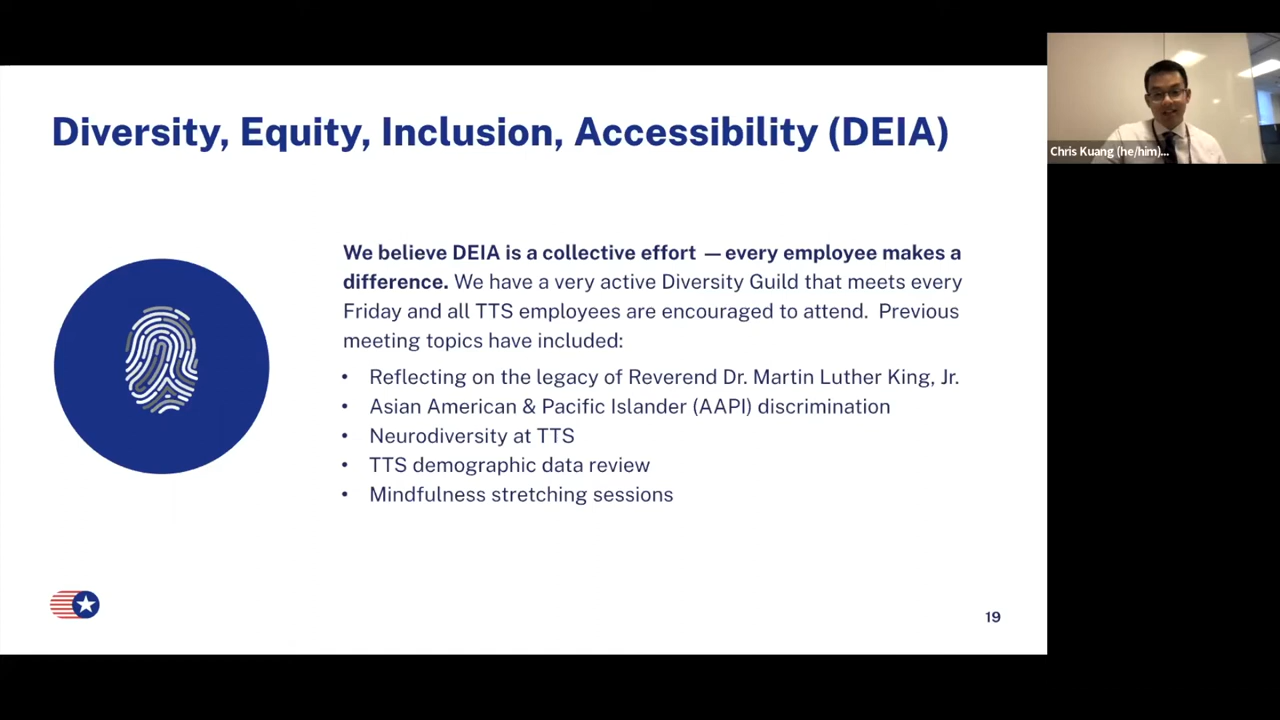 Diversity, Equity, Inclusion, Accessibility (DEIA)
We believe DEIA is a collective effort — every employee makes a
difference. We have a very active Diversity Guild that meets every
Friday and all TTS employees are encouraged to attend.  Previous
meeting topics have included:
• Reflecting on the legacy of Reverend Dr. Martin Luther King, Jr.
• Asian American & Pacific Islander (AAPI) discrimination
• Neurodiversity at TTS
• TTS demographic data review
• Mindfulness stretching sessions
19
Chris Kuang (he/him)...